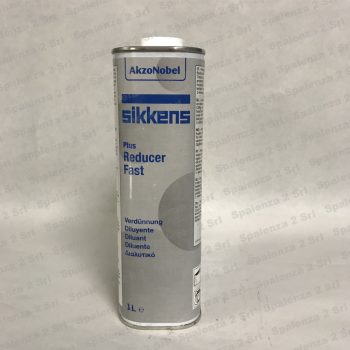 AkzoNobel
sikkens
Plus
Reducer
Fast
Verdünnung
Diluyente
Diluant
Diluente
Διαλυτικό
1L e
Spalenza 2 Srl